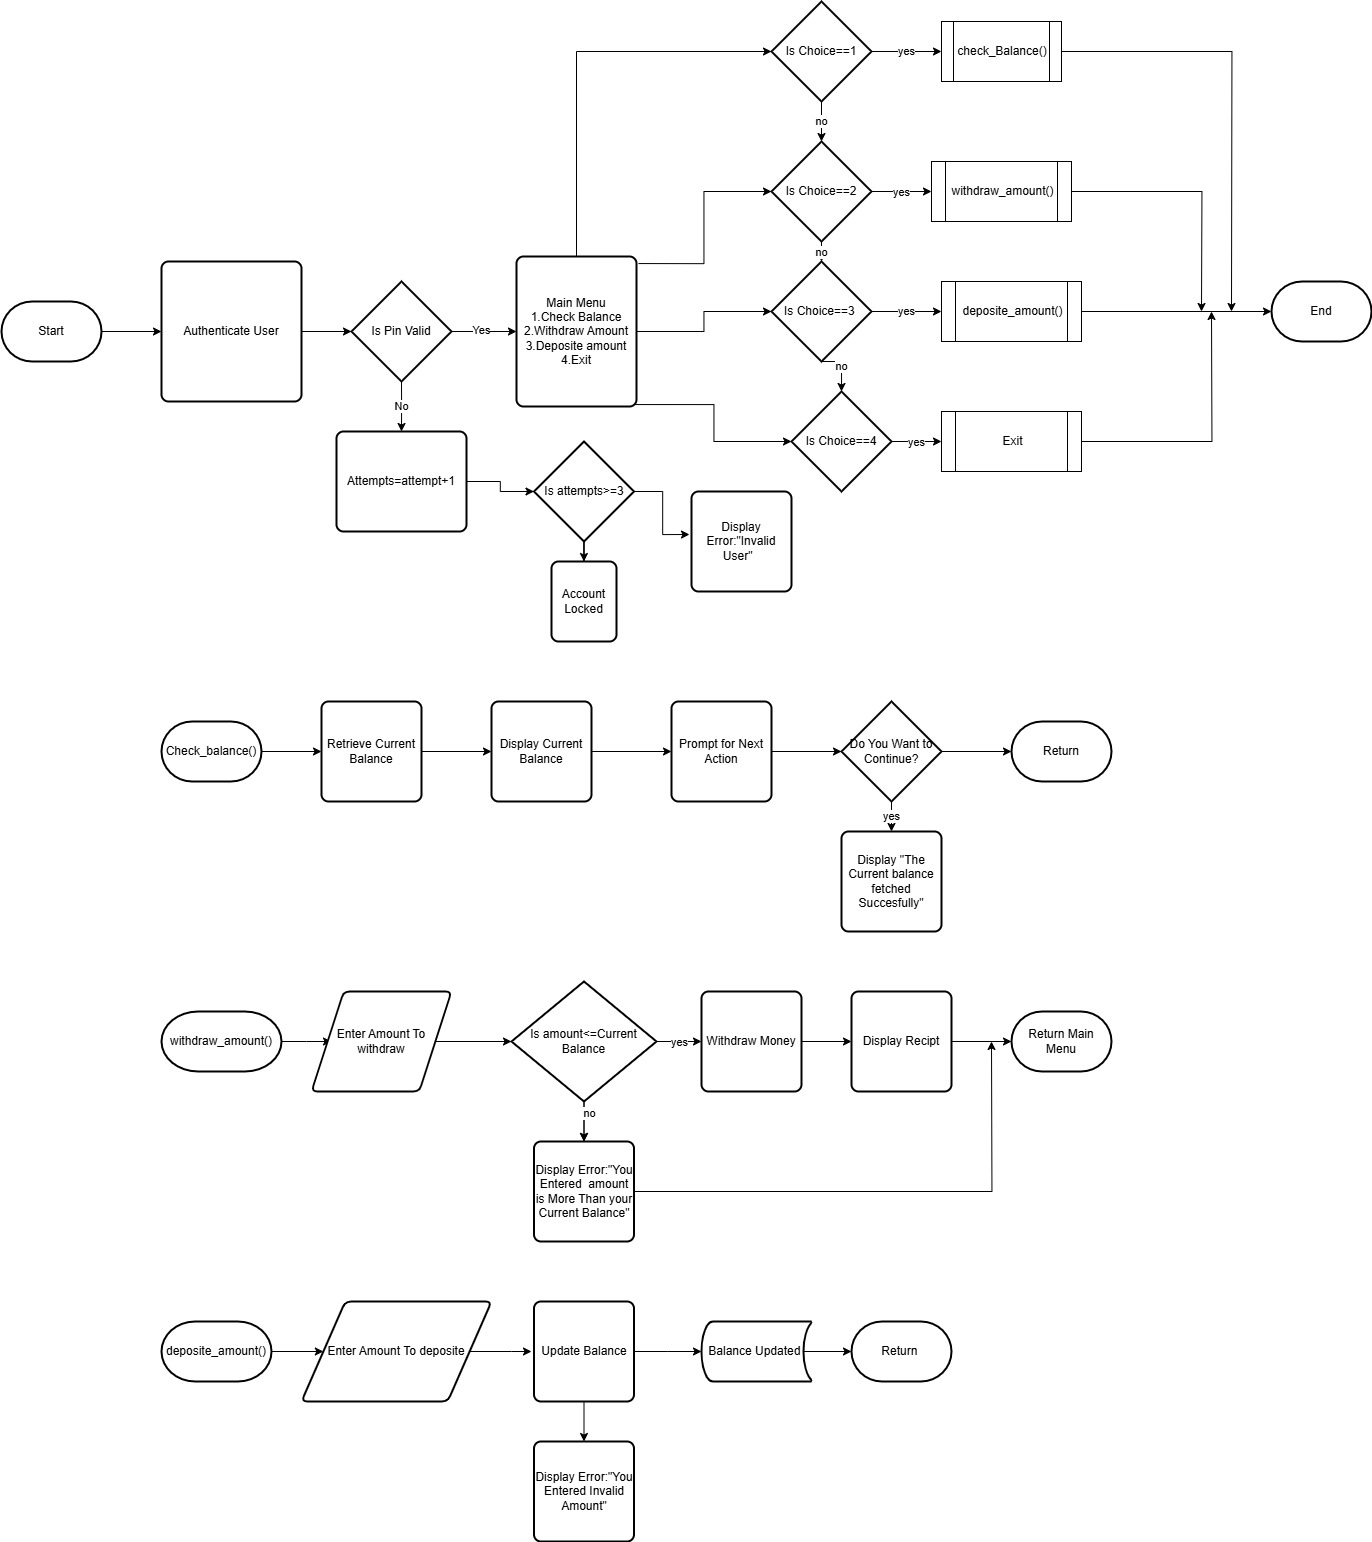 Is Choice==1
yes
check_Balance()
no
Is Choice==2
yes
withdraw_amount()
no
Start
Authenticate User
Is Pin Valid
Yes
Main Menu
1.Check Balance
2.Withdraw Amount
3.Deposite amount
4.Exit
Is Choice==3
yes
deposite_amount()
End
no
No
Is Choice==4
yes
Exit
Attempts=attempt+1
Is attempts>=3
Display
Error:"Invalid
User"
Account
Locked
Check_balance()
Retrieve Current
Balance
Display Current
Balance
Prompt for Next
Action
Do You Want to
Continue?
Return
yes
Display "The
Current balance
fetched
Succesfully"
withdraw_amount()
Enter Amount To
withdraw
Is amount<=Current
Balance
yes
Withdraw Money
Display Recipt
Return Main
Menu
no
Display Error:"You
Entered  amount
is More Than your
Current Balance"
deposite_amount()
Enter Amount To deposite
Update Balance
Balance Updated
Return
Display Error:"You
Entered Invalid
Amount"